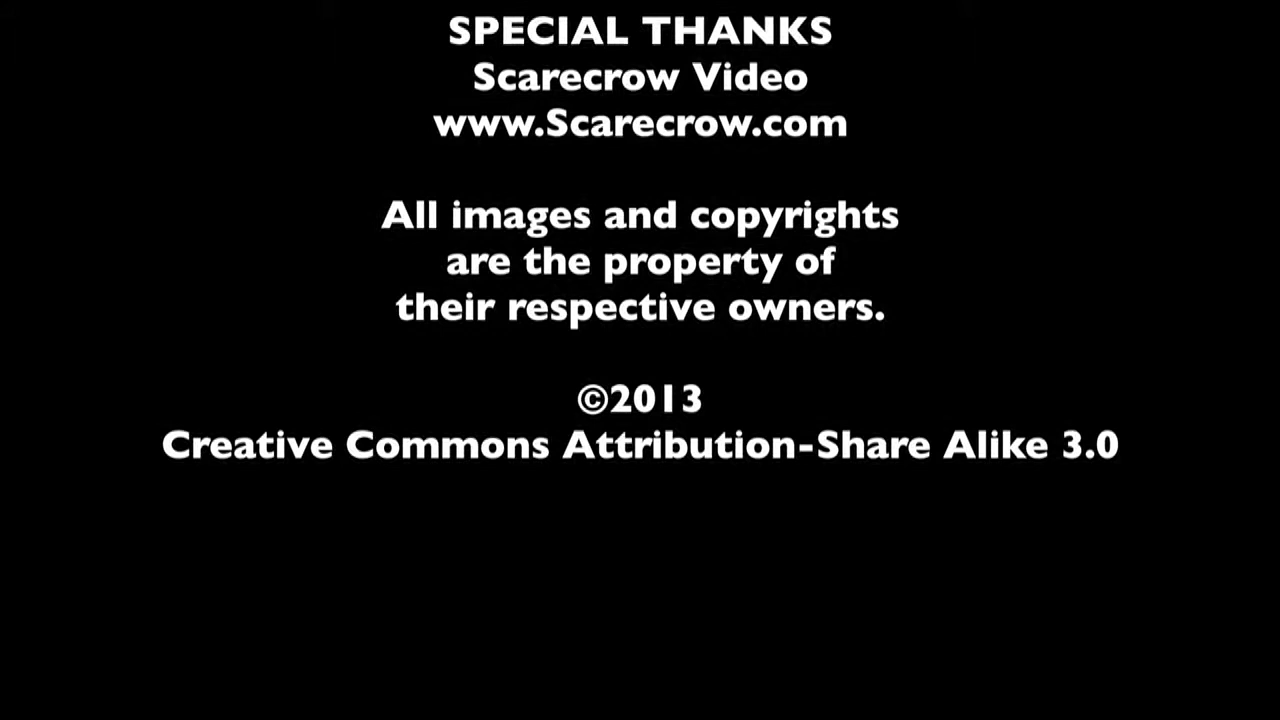 SPECIAL THANKS
Scarecrow Video
www.Scarecrow.com
All images and copyrights
are the property of
their respective owners.
©2013
Creative Commons Attribution-Share Alike 3.0